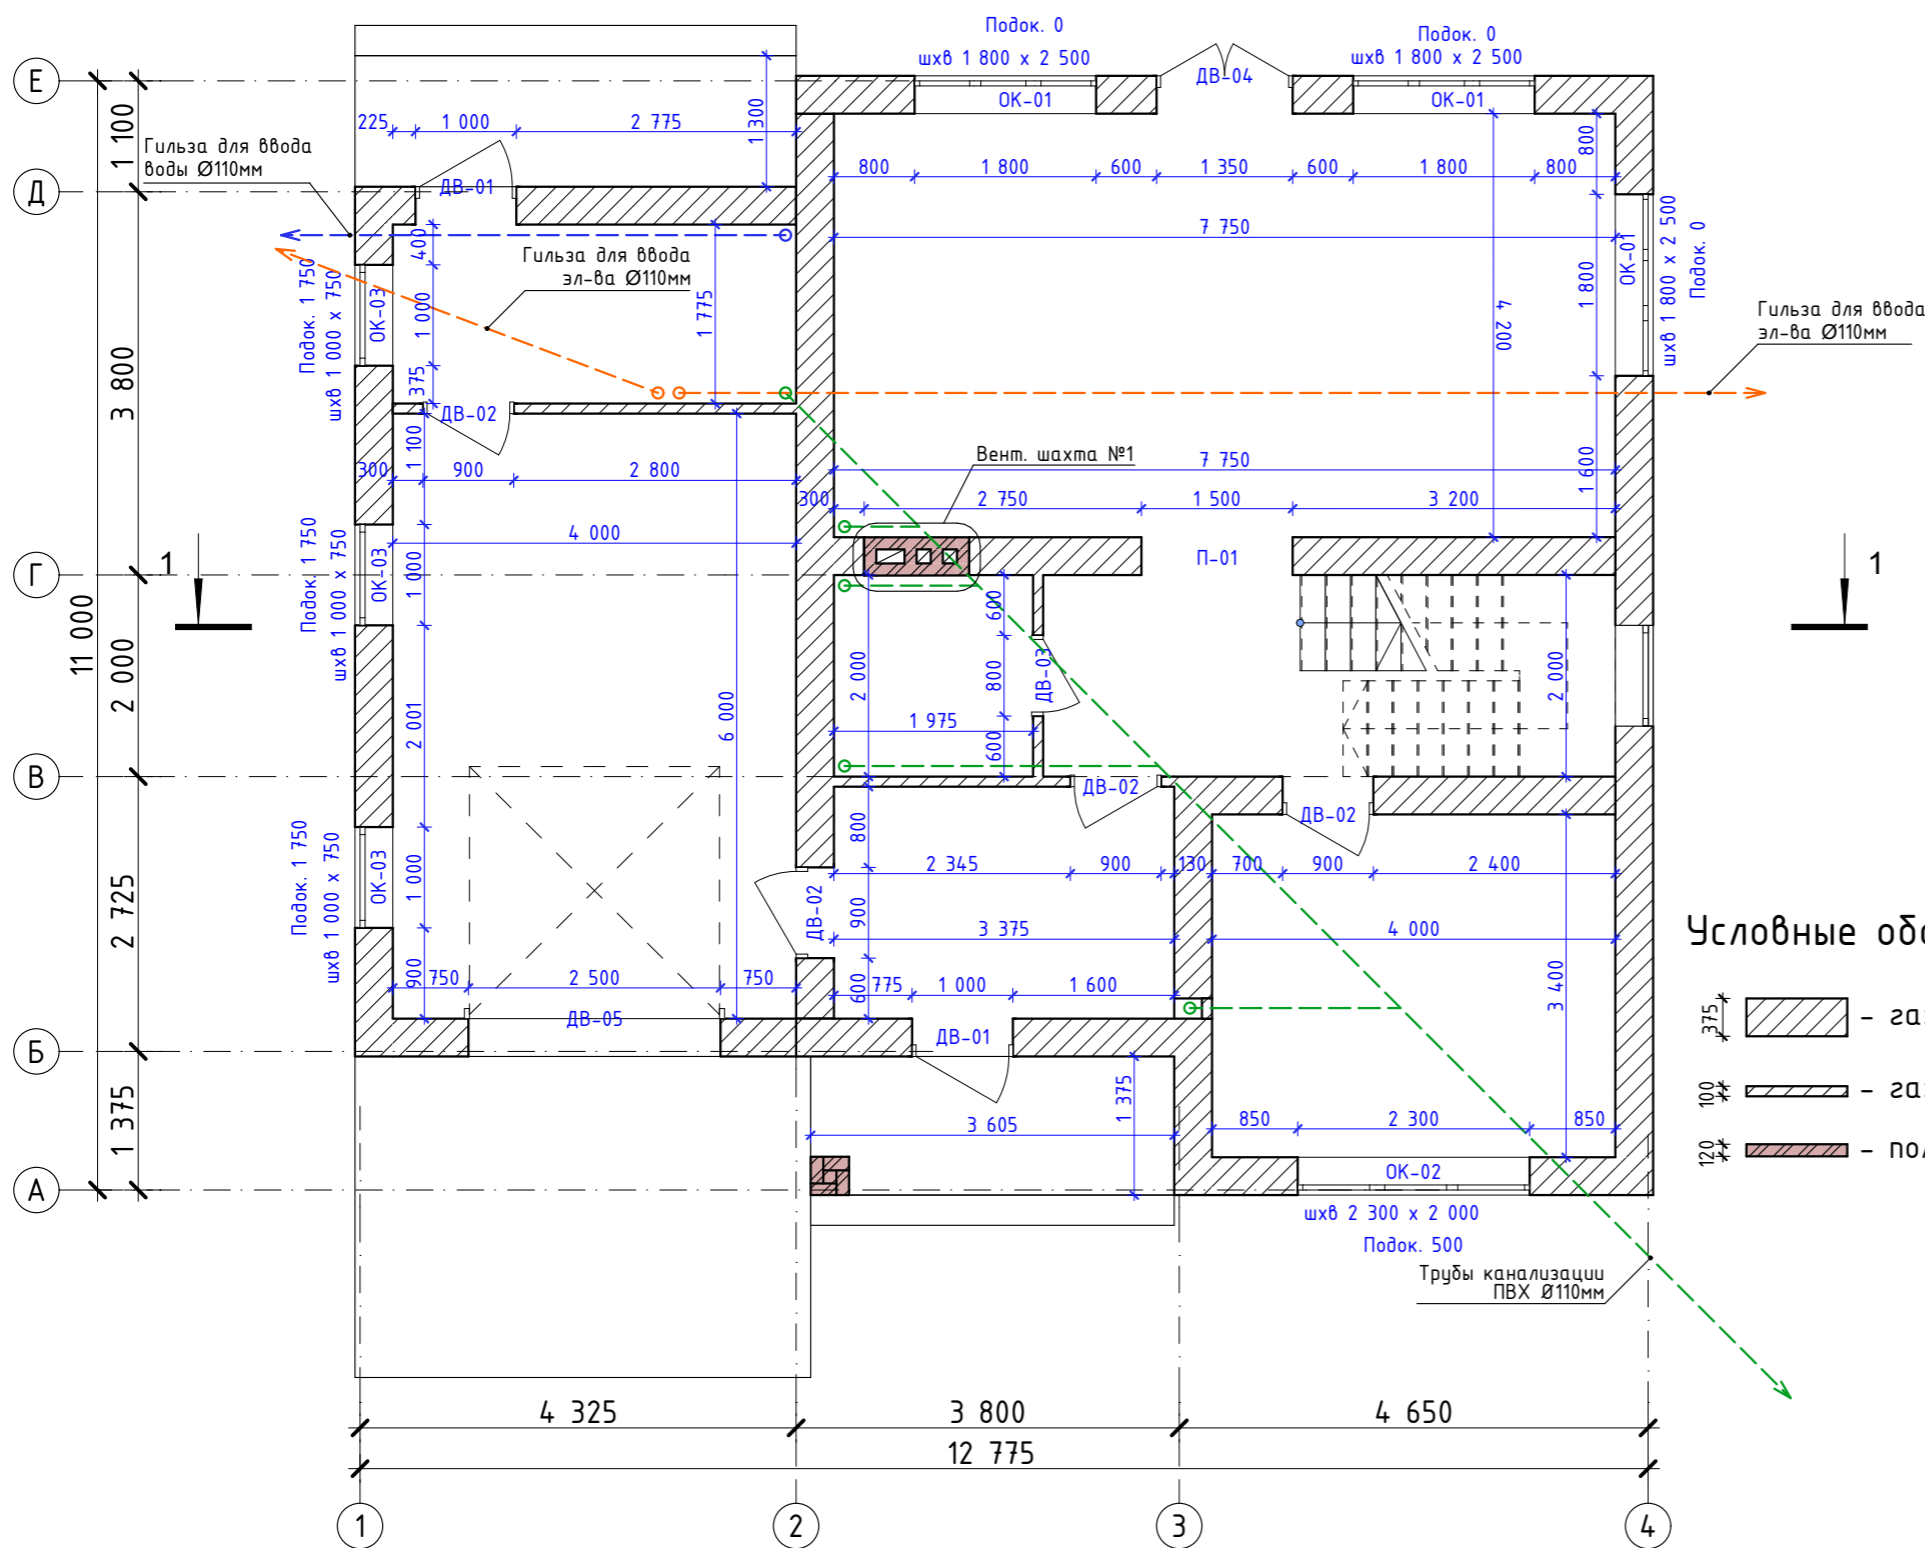 Подок. 0
шхв 1 800 x 2 500
Подок. 0
шхв 1 800 x 2 500
ДВ-04
ОК-01
ОК-01
Е
Д
Г
В
Б
А
1 100
3 800
2 000
2 725
1 375
11 000
Гильза для ввода
воды Ø110мм
225
1 000
2 775
1 300
ДВ-01
800
1 800
600
1 350
600
1 800
800
800
7 750
400
1 000
375
1 775
4 200
1 800
1 600
Гильза для ввода
эл-ва Ø110мм
ОК-01
шхв 1 800 x 2 500
Подок. 0
Гильза для ввода
эл-ва Ø110мм
Подок. 1 750
шхв 1 000 x 750
ОК-03
ДВ-02
300
900
2 800
1 100
4 000
Вент. шахта №1
7 750
300
2 750
1 500
3 200
П-01
1
1
Подок. 1 750
шхв 1 000 x 750
ОК-03
1 000
2 001
6 000
2 000
1 975
600
800
600
ДВ-03
2 000
ДВ-02
ДВ-02
Подок. 1 750
шхв 1 000 x 750
ОК-03
1 000
900
800
900
600
ДВ-02
2 345
900
130
700
900
2 400
3 375
4 000
750
2 500
750
775
1 000
1 600
3 400
ДВ-05
ДВ-01
1 375
3 605
850
2 300
850
ОК-02
шхв 2 300 x 2 000
Подок. 500
Трубы канализации
ПВХ Ø110мм
Условные обо
375
- га
100
- га
120
- пол
4 325
3 800
4 650
12 775
1
2
3
4